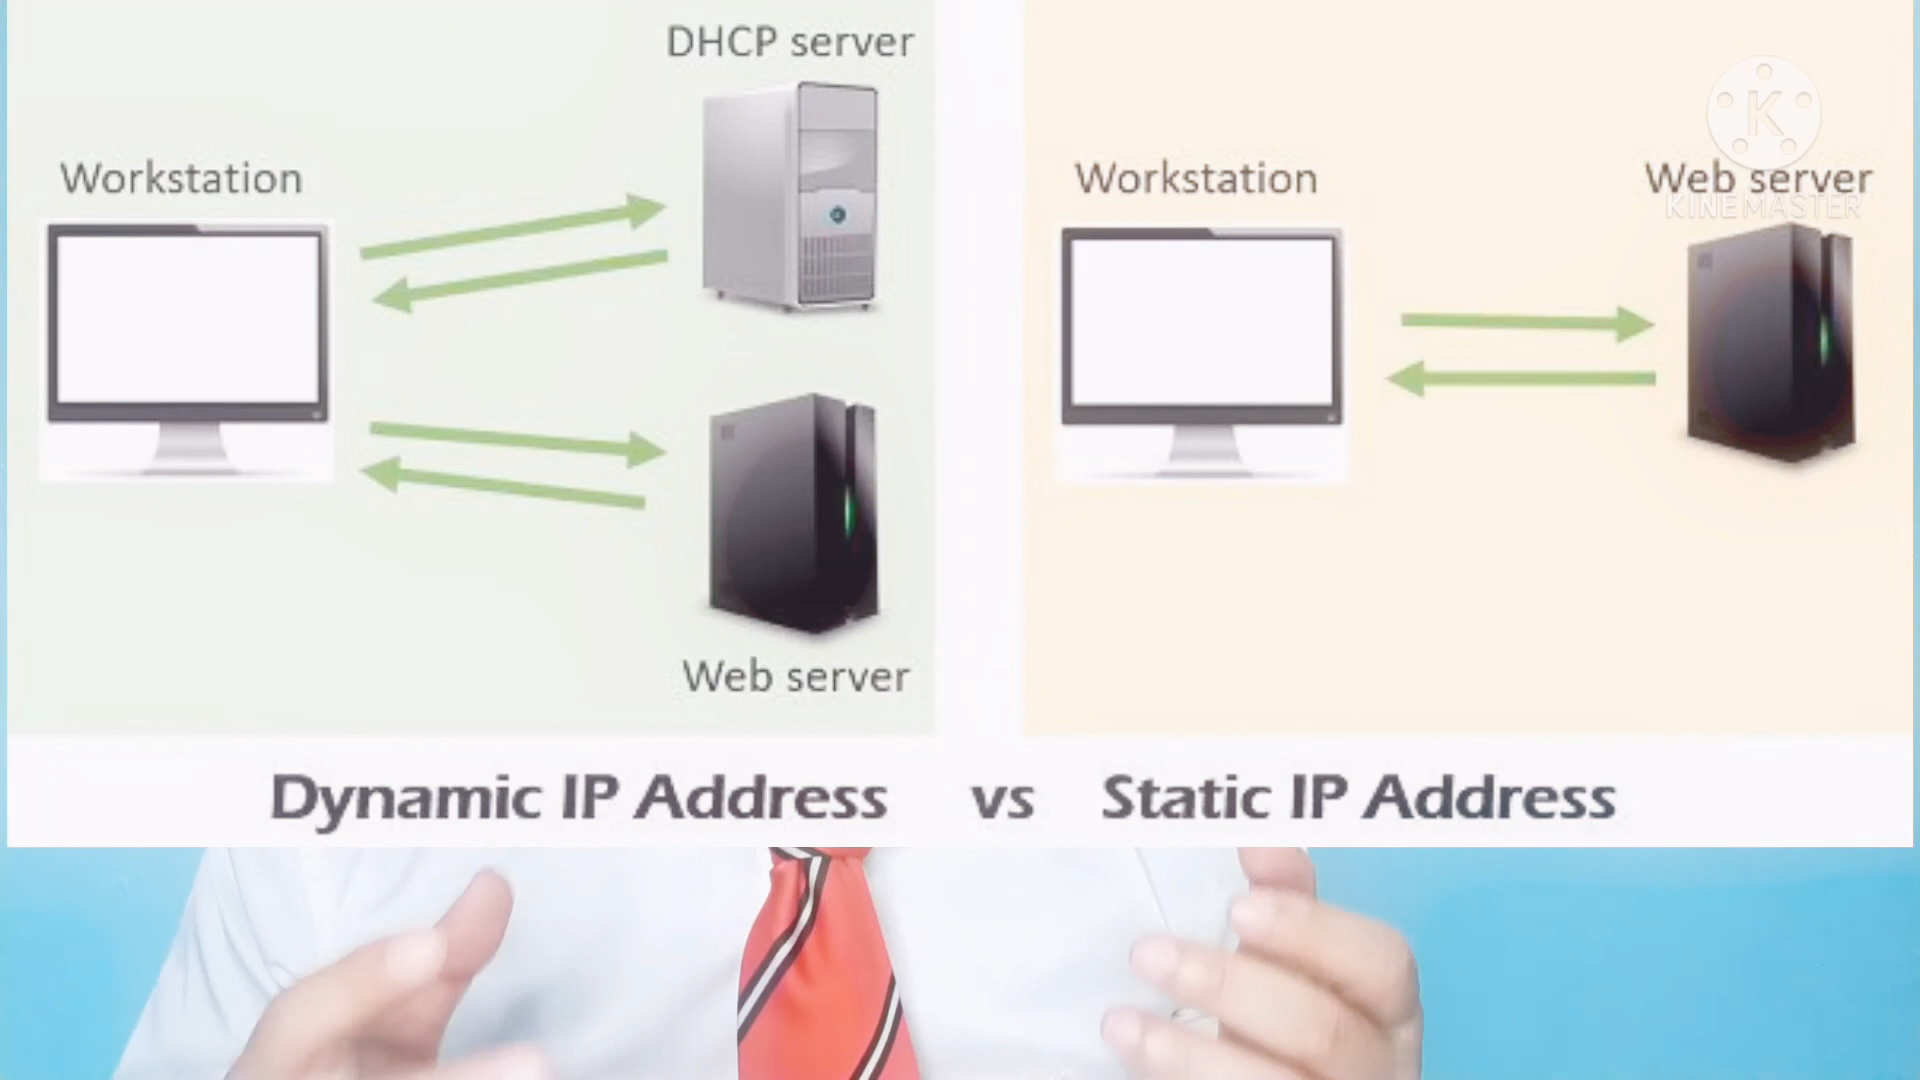 DHCP server
Workstation
Web server
Workstation
Web server
K
KINEMASTER
Dynamic IP Address vs Static IP Address